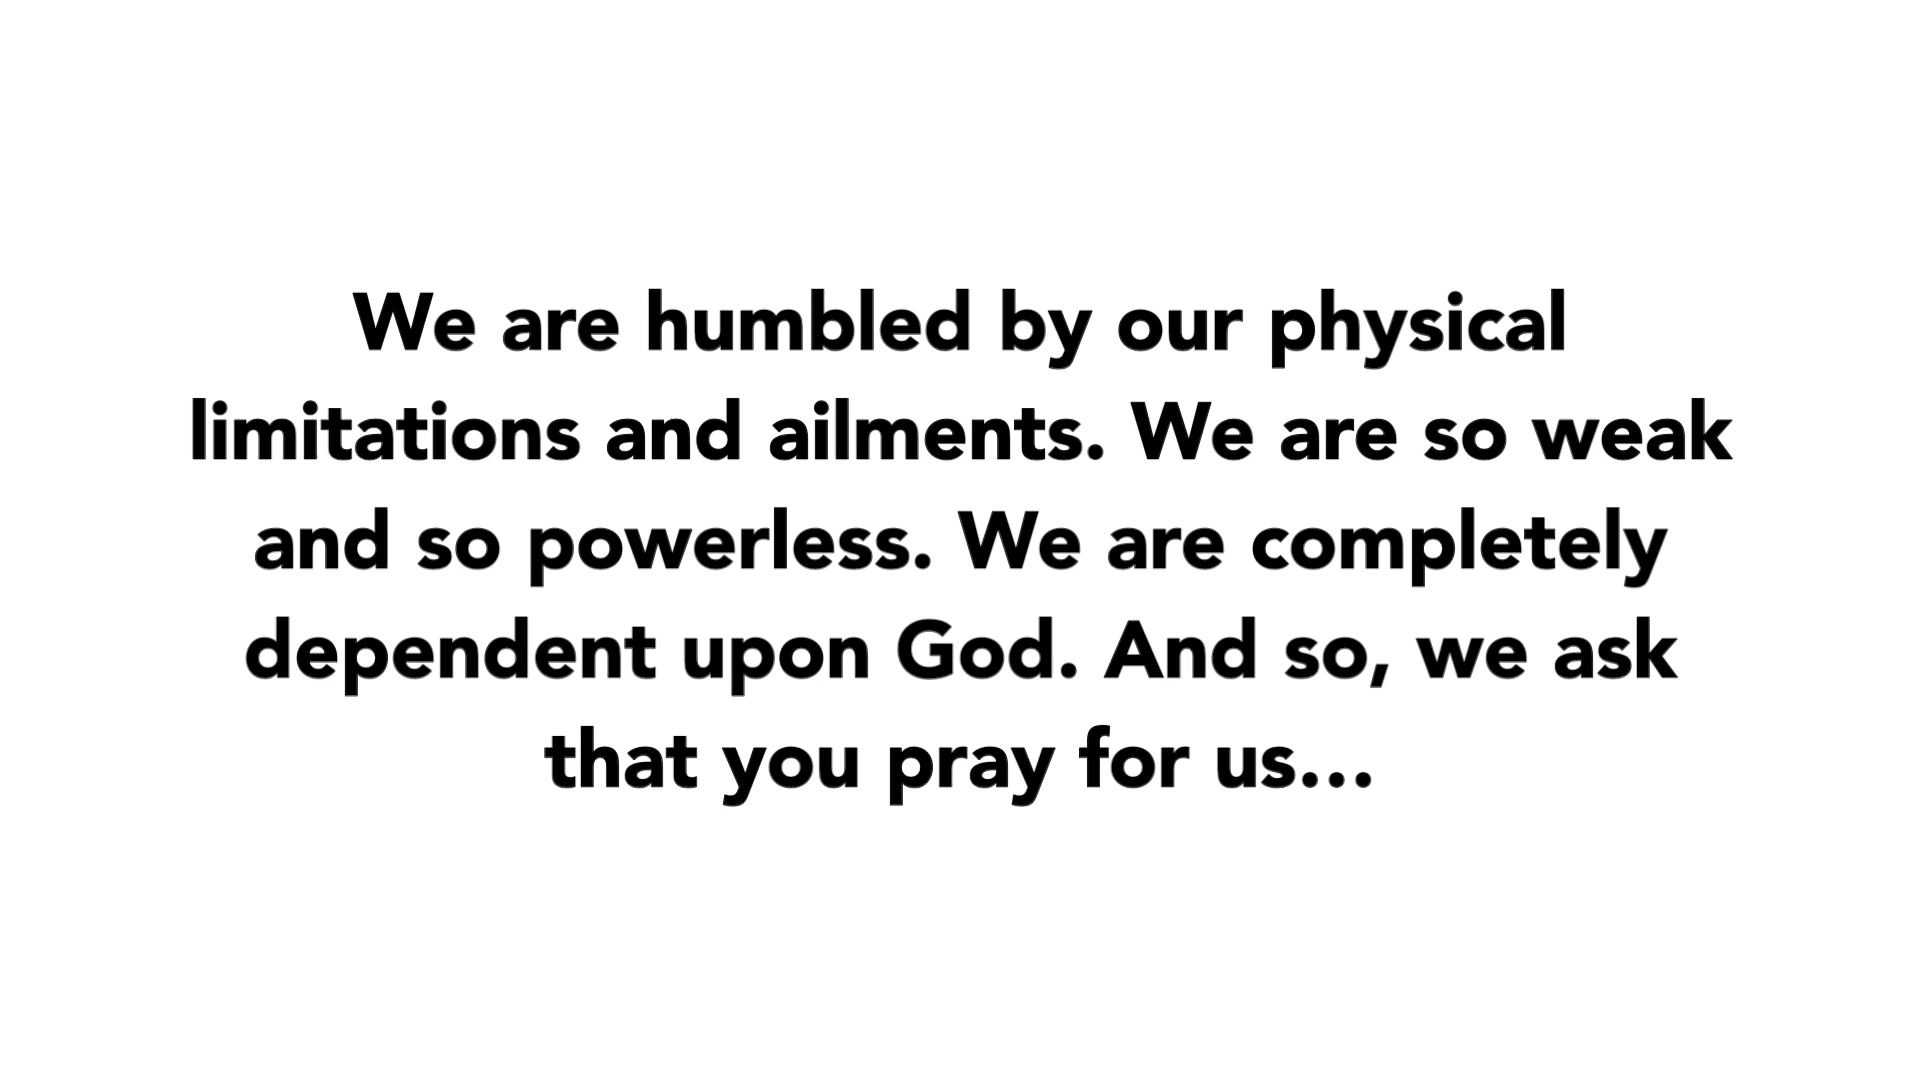 We are humbled by our physical
limitations and ailments. We are so weak
and so powerless. We are completely
dependent upon God. And so, we ask
that you pray for us…